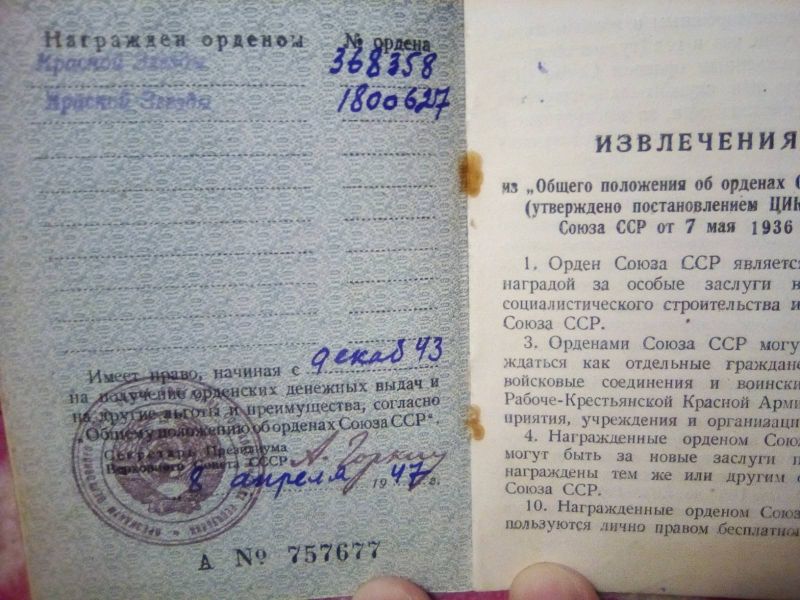 Награжден орденом № ордена
Красной Звезды 368358
Красной Звезды 1800627
Имеет право, начиная с декаб 43
на получение орденских денежных выдач и
на другие льготы и преимущества, согласно
"Общему положению об орденах Союза ССР".
Секретарь Президиума
Верховного Совета СССР А. Горкин
8 апреля 1947 г.
А № 757677
ИЗВЛЕЧЕНИЯ
из „Общего положения об орденах С
(утверждено постановлением ЦИК
Союза ССР от 7 мая 1936
1. Орден Союза ССР является
наградой за особые заслуги в
социалистического строительства и
Союза ССР.
3. Орденами Союза ССР могу
ждаться как отдельные граждане
войсковые соединения и воински
Рабоче-Крестьянской Красной Арми
приятия, учреждения и организаци
4. Награжденные орденом Союз
могут быть за новые заслуги п
награждены тем же или другим о
Союза ССР.
10. Награжденные орденом Союза
пользуются лично правом бесплатно